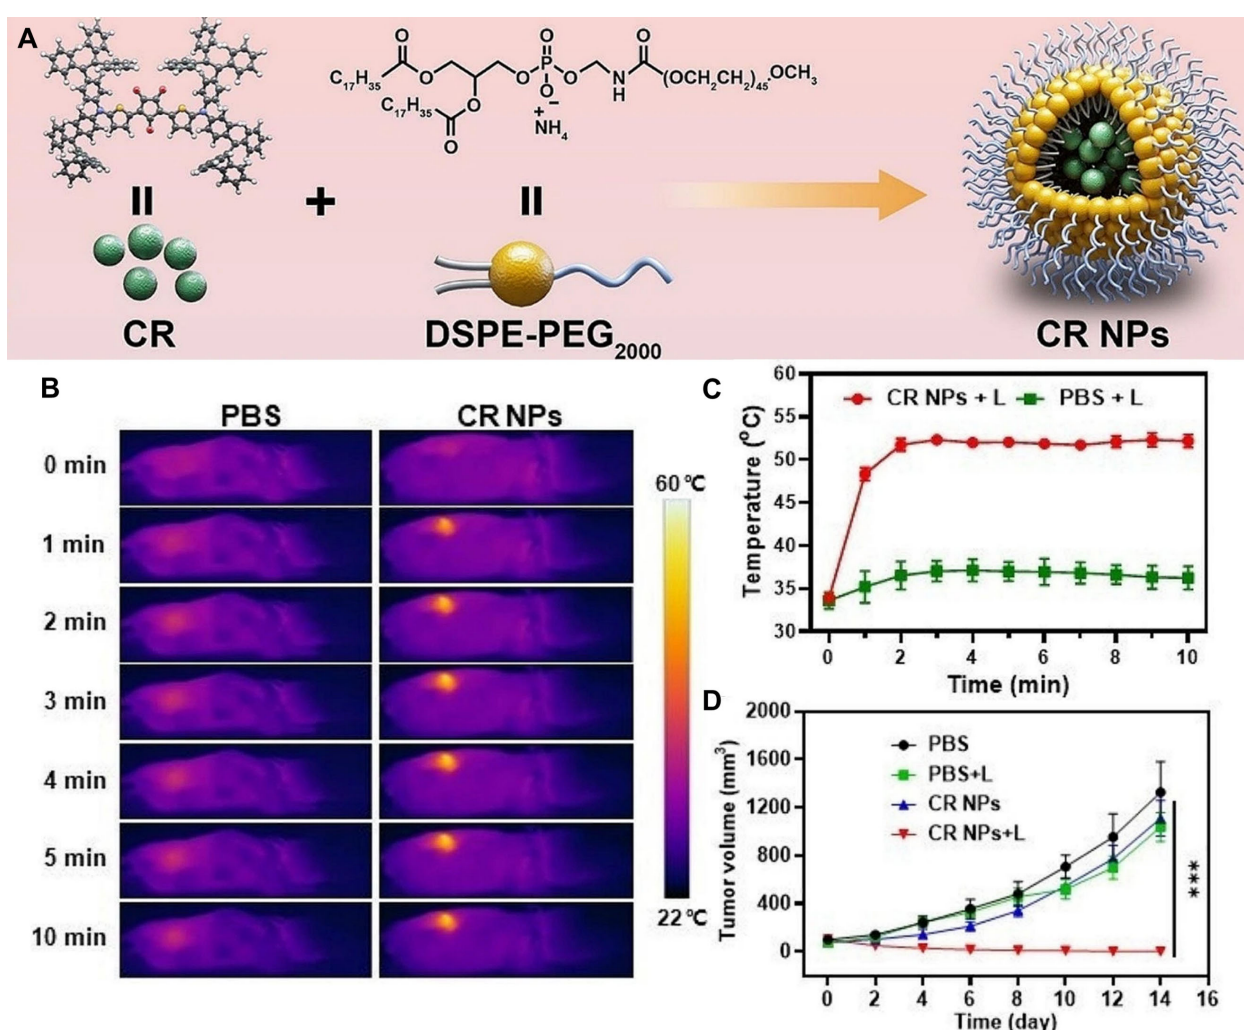 A
O
O
O
C17H35
O
O
P
O
N
H
(OCH2CH2)45OCH3
O
O−
C17H35
O
+
NH4
II
+
II
CR
DSPE-PEG2000
CR NPs
B
PBS
CR NPs
0 min
1 min
2 min
3 min
4 min
5 min
10 min
60 ℃
22 ℃
C
CR NPs + L
PBS + L
Temperature (°C)
60
55
50
45
40
35
30
0
2
4
6
8
10
Time (min)
D
PBS
PBS+L
CR NPs
CR NPs+L
Tumor volume (mm3)
2000
1600
1200
800
400
0
***
0
2
4
6
8
10
12
14
16
Time (day)